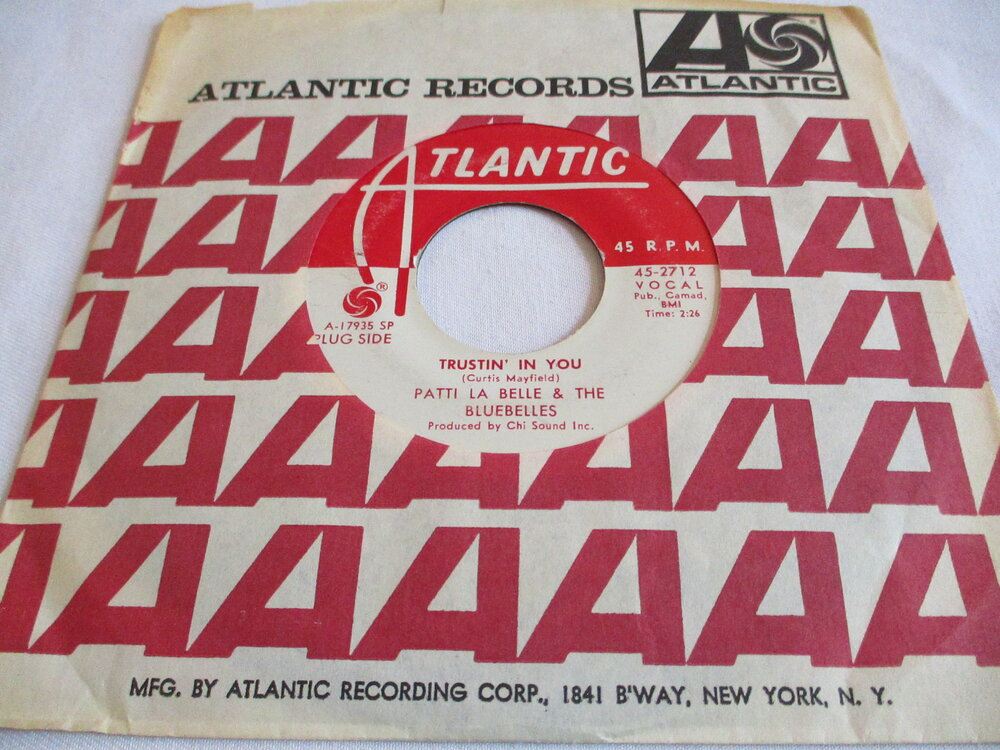 ATLANTIC RECORDS
ATLANTIC
ATLANTIC
45 R.P.M.
45-2712
VOCAL
Pub., Camad,
BMI
Time: 2:26
®
A-17935 SP
PLUG SIDE
TRUSTIN' IN YOU
(Curtis Mayfield)
PATTI LA BELLE & THE
BLUEBELLES
Produced by Chi Sound Inc.
MFG. BY ATLANTIC RECORDING CORP., 1841 B'WAY, NEW YORK, N. Y.